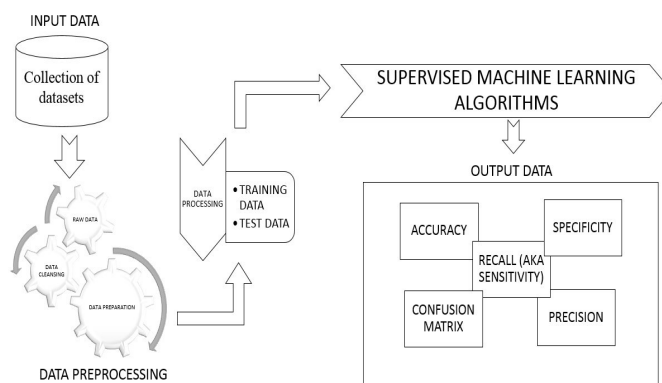 INPUT DATA
Collection of
datasets
RAW DATA
DATA
CLEANSING
DATA PREPARATION
DATA PREPROCESSING
DATA
PROCESSING
• TRAINING
DATA
• TEST DATA
SUPERVISED MACHINE LEARNING
ALGORITHMS
OUTPUT DATA
ACCURACY
SPECIFICITY
RECALL (AKA
SENSITIVITY)
CONFUSION
MATRIX
PRECISION